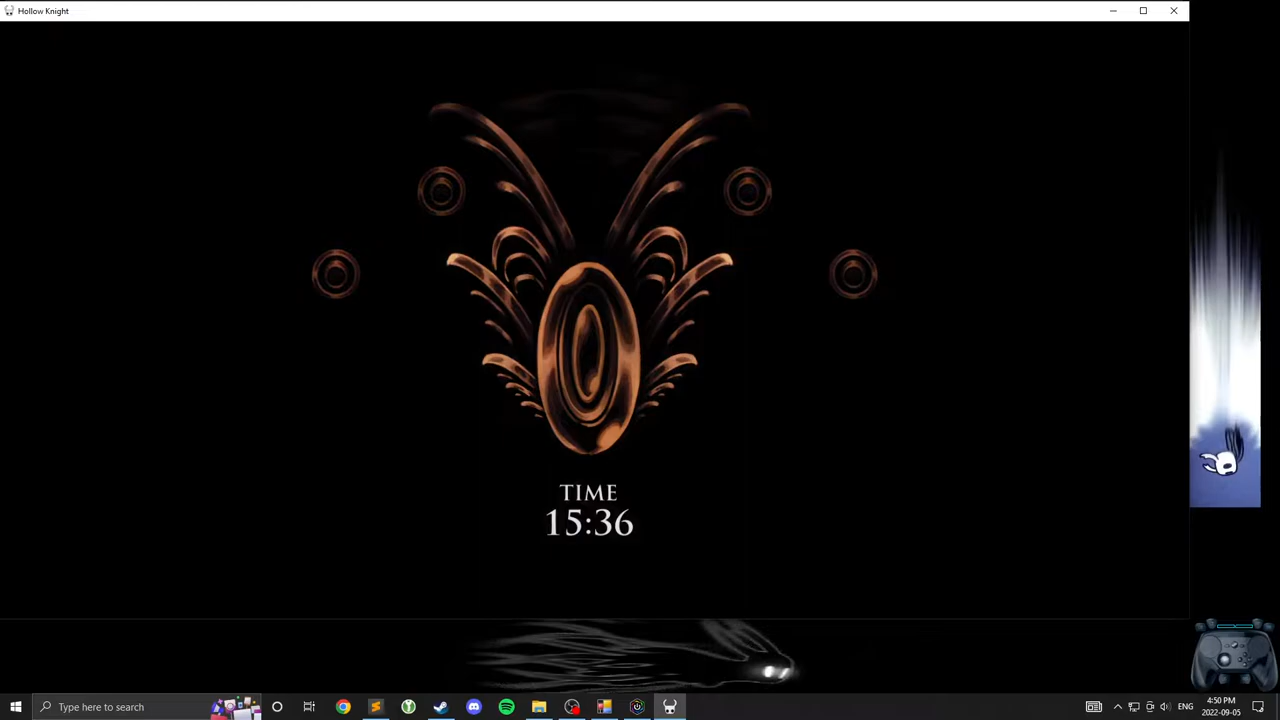 Hollow Knight
TIME
15:36
Type here to search
ENG
4:50 PM
2022-09-05